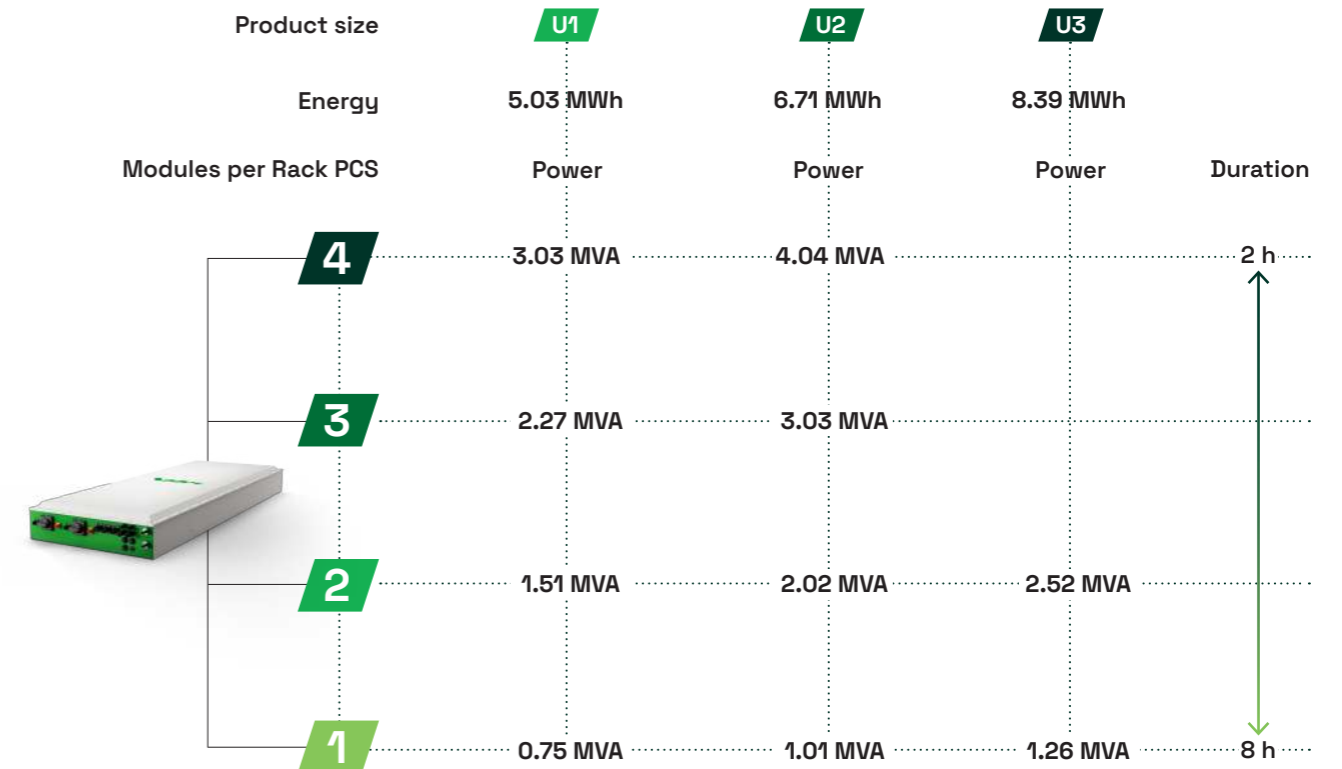 Product size U1 U2 U3
Energy 5.03 MWh 6.71 MWh 8.39 MWh
Modules per Rack PCS Power Power Power Duration
4 3.03 MVA 4.04 MVA 2 h
3 2.27 MVA 3.03 MVA
2 1.51 MVA 2.02 MVA 2.52 MVA
1 0.75 MVA 1.01 MVA 1.26 MVA 8 h